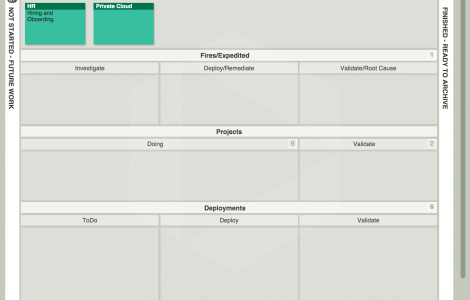 HR
Hiring and
Oboarding
Private Cloud
NOT STARTED - FUTURE WORK
FINISHED - READY TO ARCHIVE
Fires/Expedited 1
Investigate Deploy/Remediate Validate/Root Cause
Projects
Doing 6 Validate 2
Deployments 6
ToDo Deploy Validate